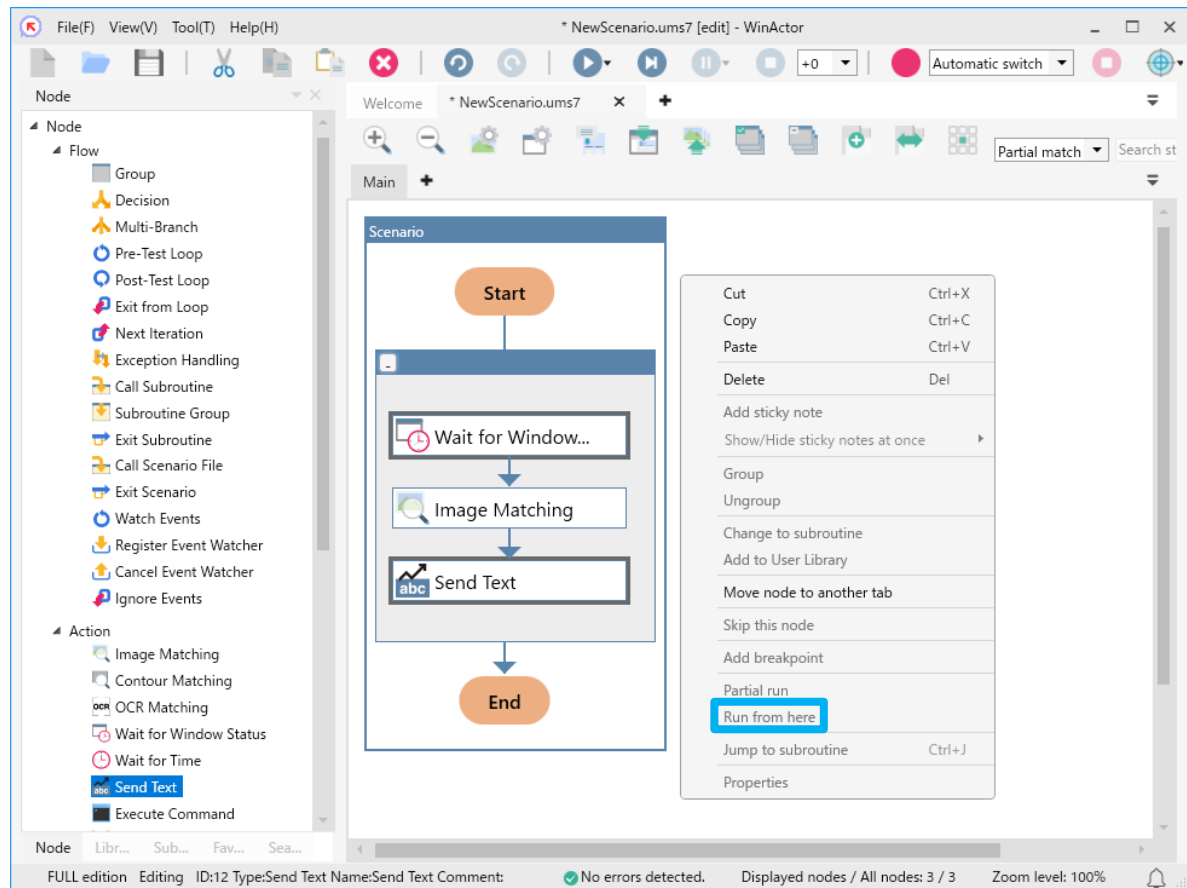 File(F) View(V) Tool(T) Help(H)
* NewScenario.ums7 [edit] - WinActor
+0
Automatic switch
Node
Welcome
* NewScenario.ums7
Node
Flow
Group
Decision
Multi-Branch
Pre-Test Loop
Post-Test Loop
Exit from Loop
Next Iteration
Exception Handling
Call Subroutine
Subroutine Group
Exit Subroutine
Call Scenario File
Exit Scenario
Watch Events
Register Event Watcher
Cancel Event Watcher
Ignore Events
Action
Image Matching
Contour Matching
OCR OCR Matching
Wait for Window Status
Wait for Time
abc Send Text
Execute Command
Node Libr... Sub... Fav... Sea...
Partial match
Search st
Main
Scenario
Start
Wait for Window...
Image Matching
abc Send Text
End
Cut Ctrl+X
Copy Ctrl+C
Paste Ctrl+V
Delete Del
Add sticky note
Show/Hide sticky notes at once
Group
Ungroup
Change to subroutine
Add to User Library
Move node to another tab
Skip this node
Add breakpoint
Partial run
Run from here
Jump to subroutine Ctrl+J
Properties
FULL edition Editing ID:12 Type:Send Text Name:Send Text Comment:
No errors detected.
Displayed nodes / All nodes: 3 / 3
Zoom level: 100%